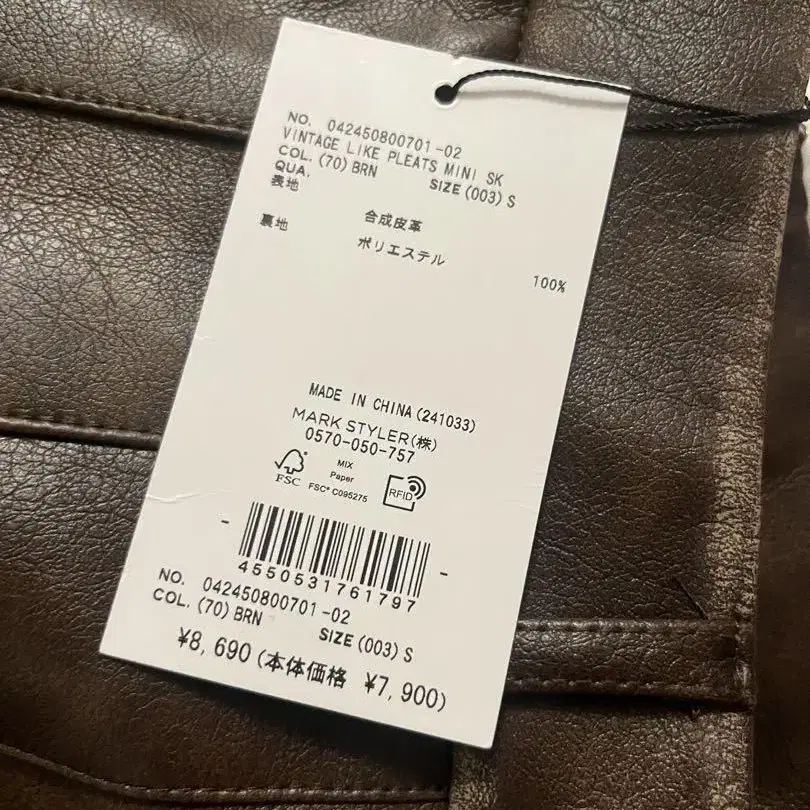 NO. 042450800701-02
VINTAGE LIKE PLEATS MINI SK
COL. (70) BRN SIZE (003) S
QUA.
表地 合成皮革
裏地 ポリエステル 100%
MADE IN CHINA (241033)
MARK STYLER(株)
0570-050-757
FSC MIX
Paper
FSC® C095275
RFID
4550531761797
NO. 042450800701-02
COL. (70) BRN SIZE (003) S
¥8,690 (本体価格 ¥7,900)